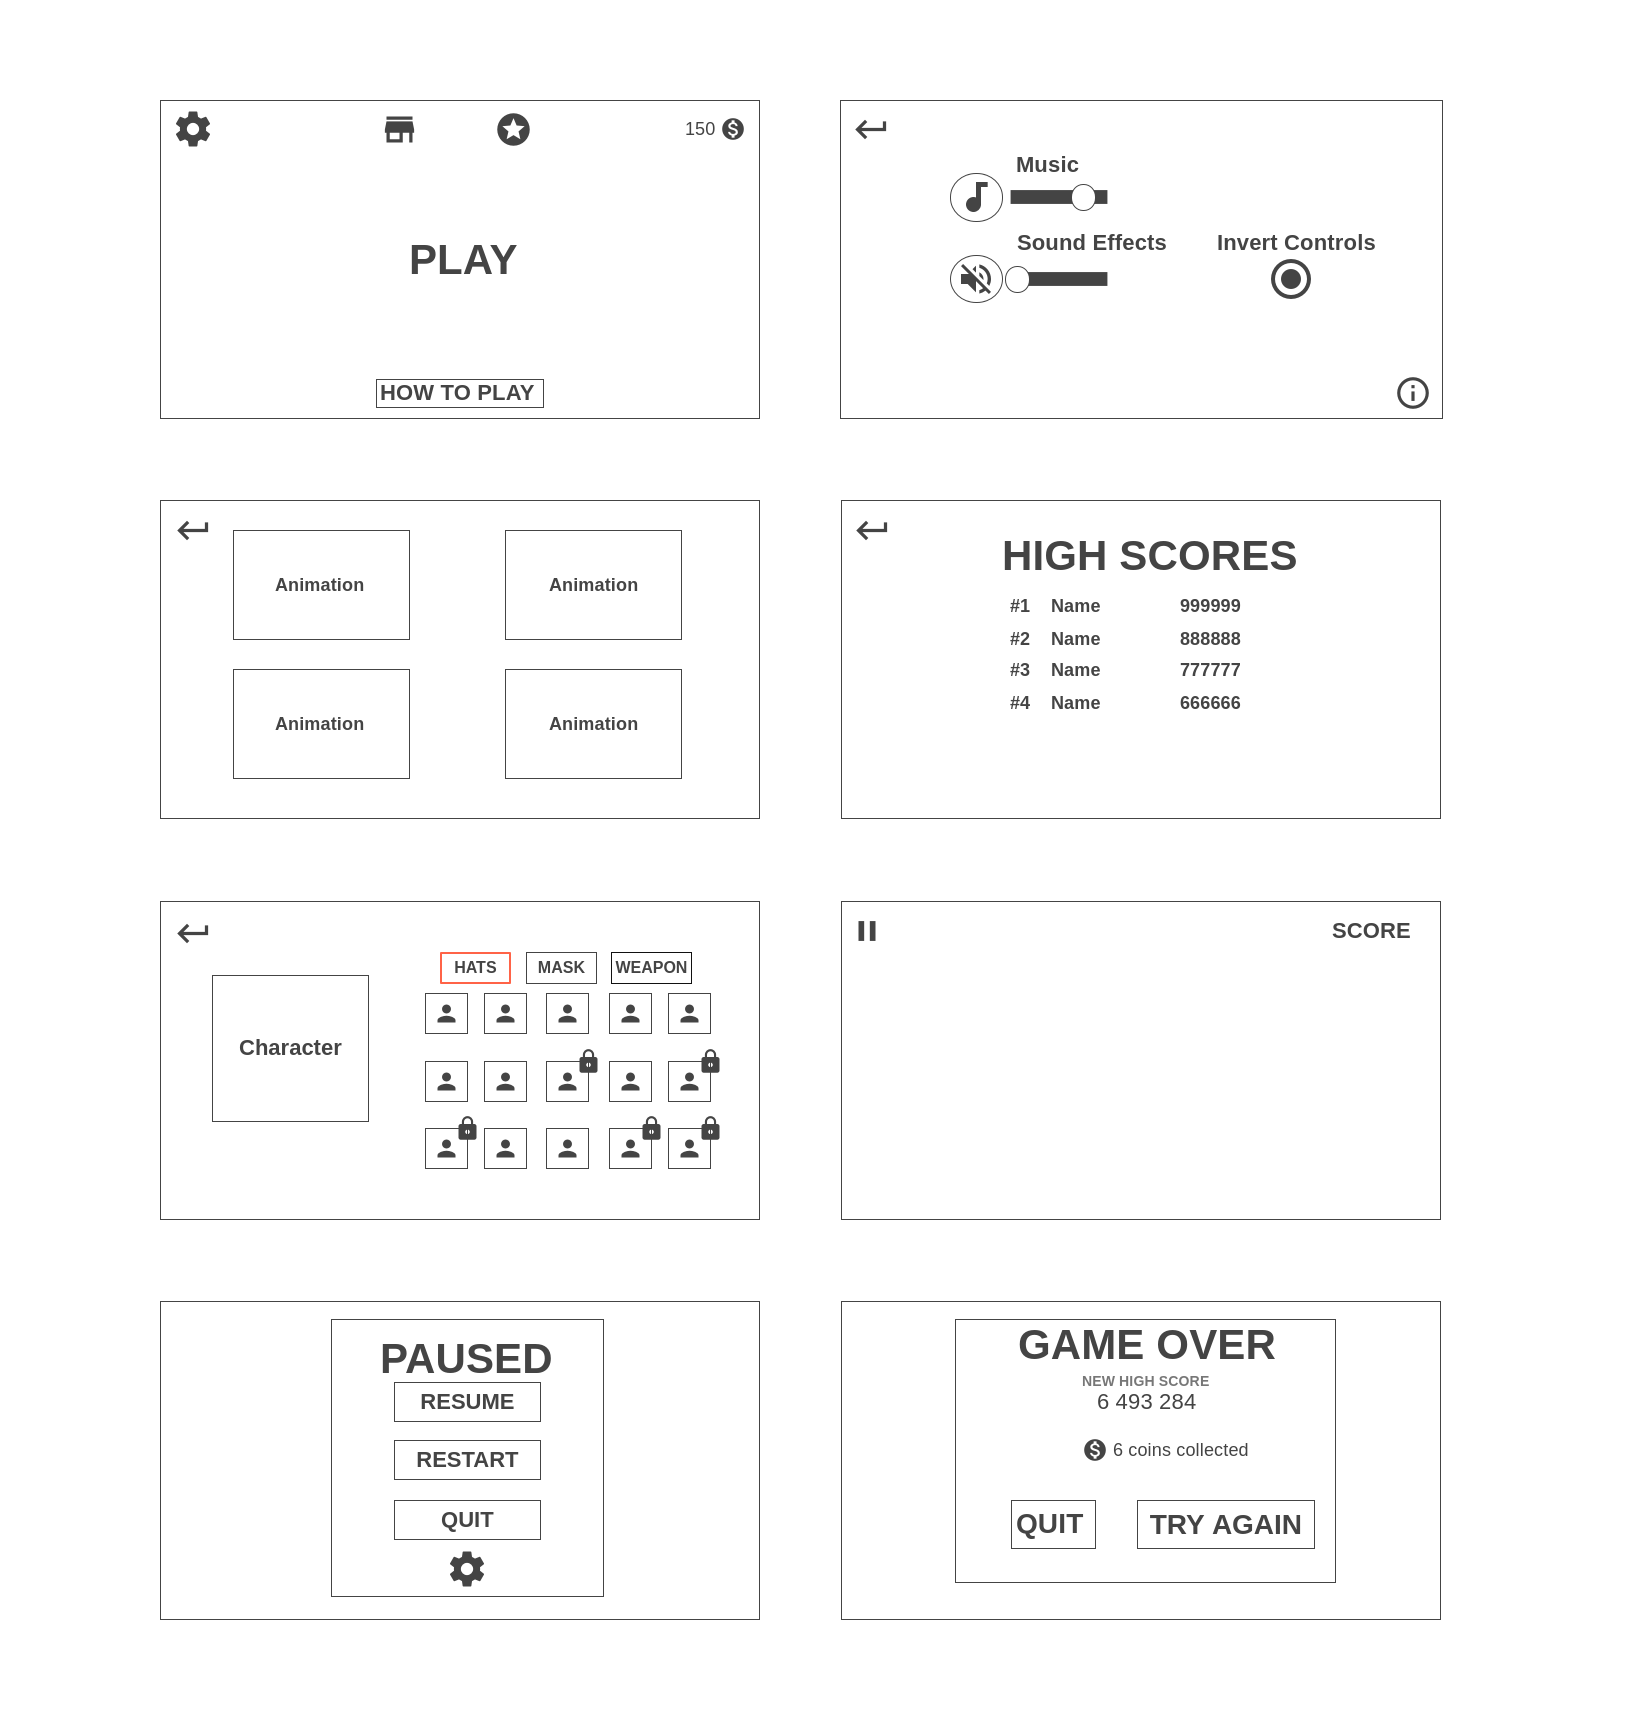 150
PLAY
HOW TO PLAY
Music
Sound Effects
Invert Controls
Animation
Animation
Animation
Animation
HIGH SCORES
#1 Name 999999
#2 Name 888888
#3 Name 777777
#4 Name 666666
HATS MASK WEAPON
Character
SCORE
PAUSED
RESUME
RESTART
QUIT
GAME OVER
NEW HIGH SCORE
6 493 284
6 coins collected
QUIT TRY AGAIN